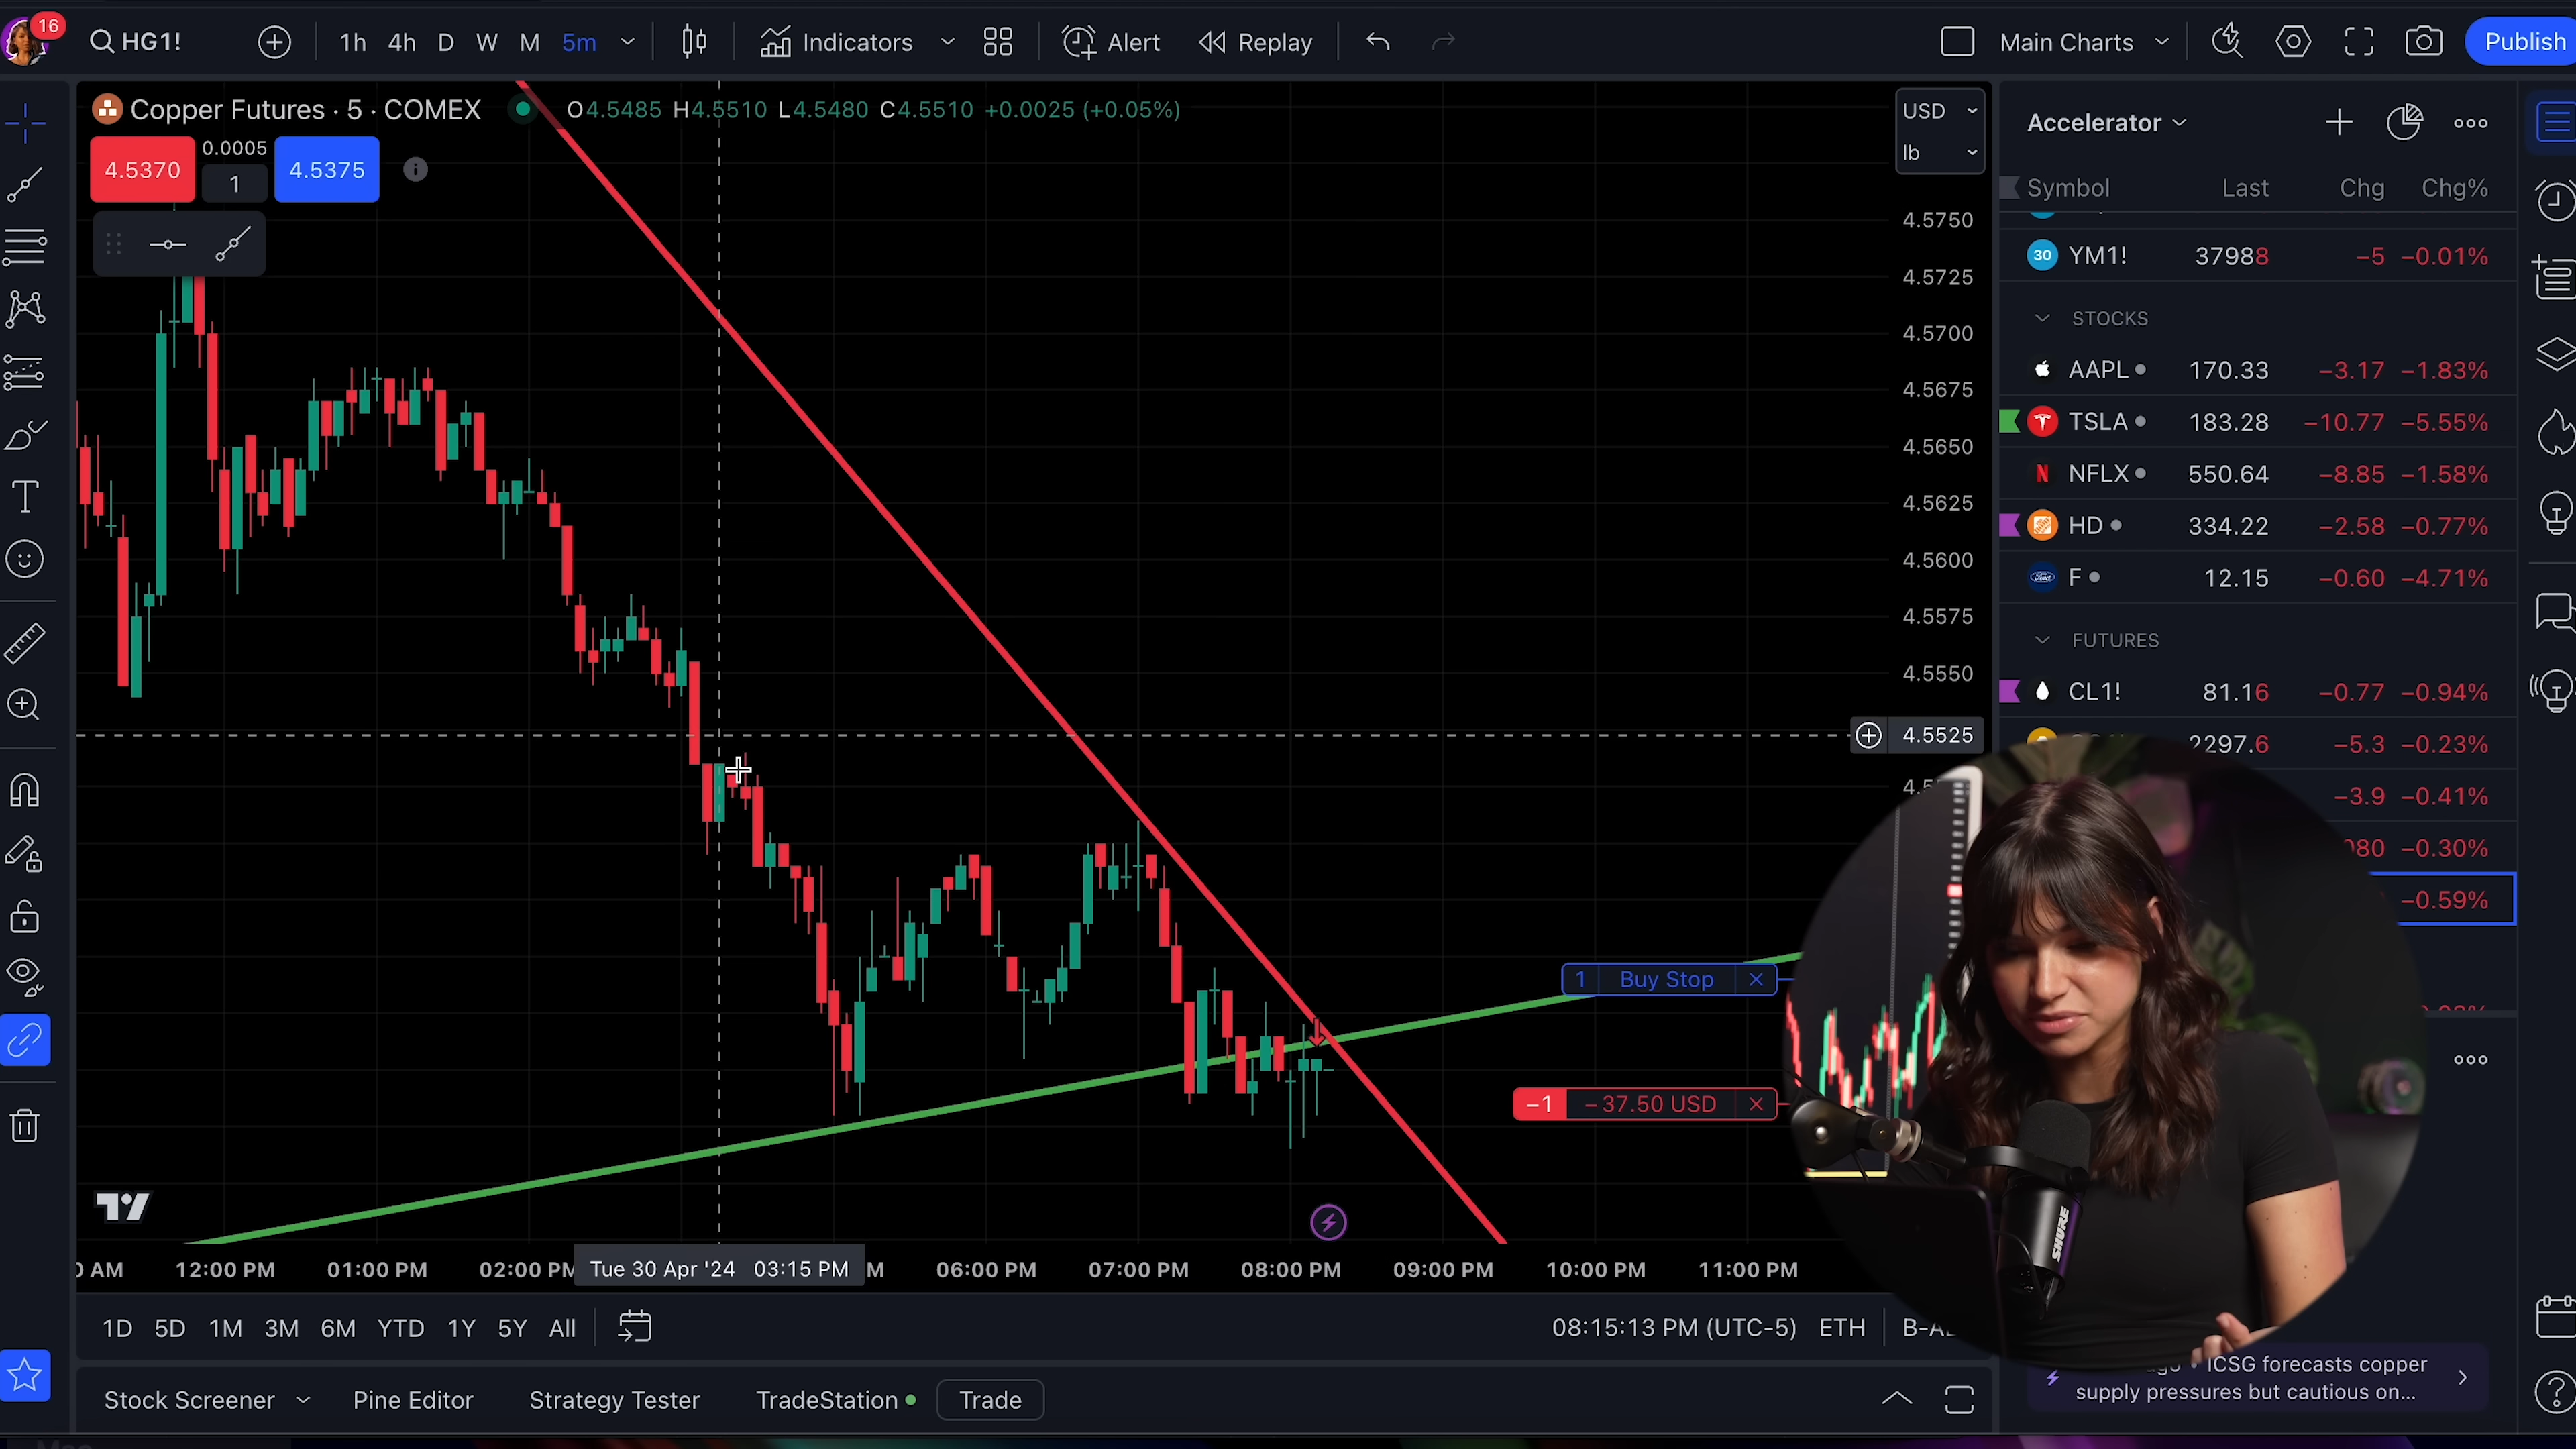 16
HG1! 1h 4h D W M 5m Indicators Alert Replay Main Charts Publish
Copper Futures · 5 · COMEX O4.5485 H4.5510 L4.5480 C4.5510 +0.0025 (+0.05%)
4.5370 0.0005 1 4.5375
USD
lb
4.5750
4.5725
4.5700
4.5675
4.5650
4.5625
4.5600
4.5575
4.5550
4.5525
1 Buy Stop
−1 −37.50 USD
Accelerator
Symbol Last Chg Chg%
30 YM1! 37988 −5 −0.01%
STOCKS
AAPL 170.33 −3.17 −1.83%
TSLA 183.28 −10.77 −5.55%
NFLX 550.64 −8.85 −1.58%
HD 334.22 −2.58 −0.77%
F 12.15 −0.60 −4.71%
FUTURES
CL1! 81.16 −0.77 −0.94%
2297.6 −5.3 −0.23%
−3.9 −0.41%
−0.30%
−0.59%
SHURE
12:00 PM 01:00 PM 02:00 PM Tue 30 Apr '24 03:15 PM 06:00 PM 07:00 PM 08:00 PM 09:00 PM 10:00 PM 11:00 PM
1D 5D 1M 3M 6M YTD 1Y 5Y All 08:15:13 PM (UTC-5) ETH
Stock Screener Pine Editor Strategy Tester TradeStation Trade
ICSG forecasts copper
supply pressures but cautious on...